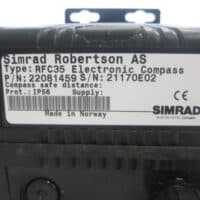 Simrad Robertson AS
Type: RFC35 Electronic Compass
P/N: 22081459 S/N: 21170E02
Compass safe distance:
Prot.: IP56 Supply:
Made in Norway
SIMRAD